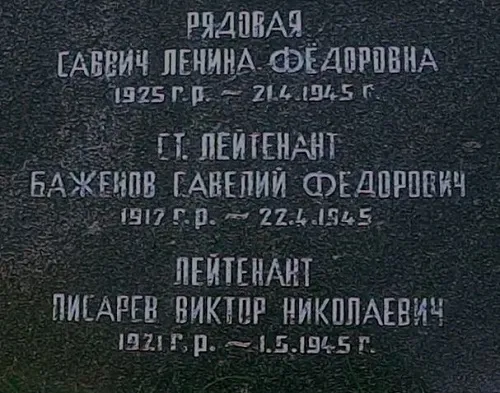 РЯДОВАЯ
САВВИЧ ЛЕНИНА ФЁДОРОВНА
1925 г.р. ~ 21.4.1945 г.
СТ. ЛЕЙТЕНАНТ
БАЖЕНОВ САВЕЛИЙ ФЁДОРОВИЧ
1917 г.р. ~ 22.4.1945
ЛЕЙТЕНАНТ
ПИСАРЕВ ВИКТОР НИКОЛАЕВИЧ
1921 г.р. ~ 1.5.1945 г.